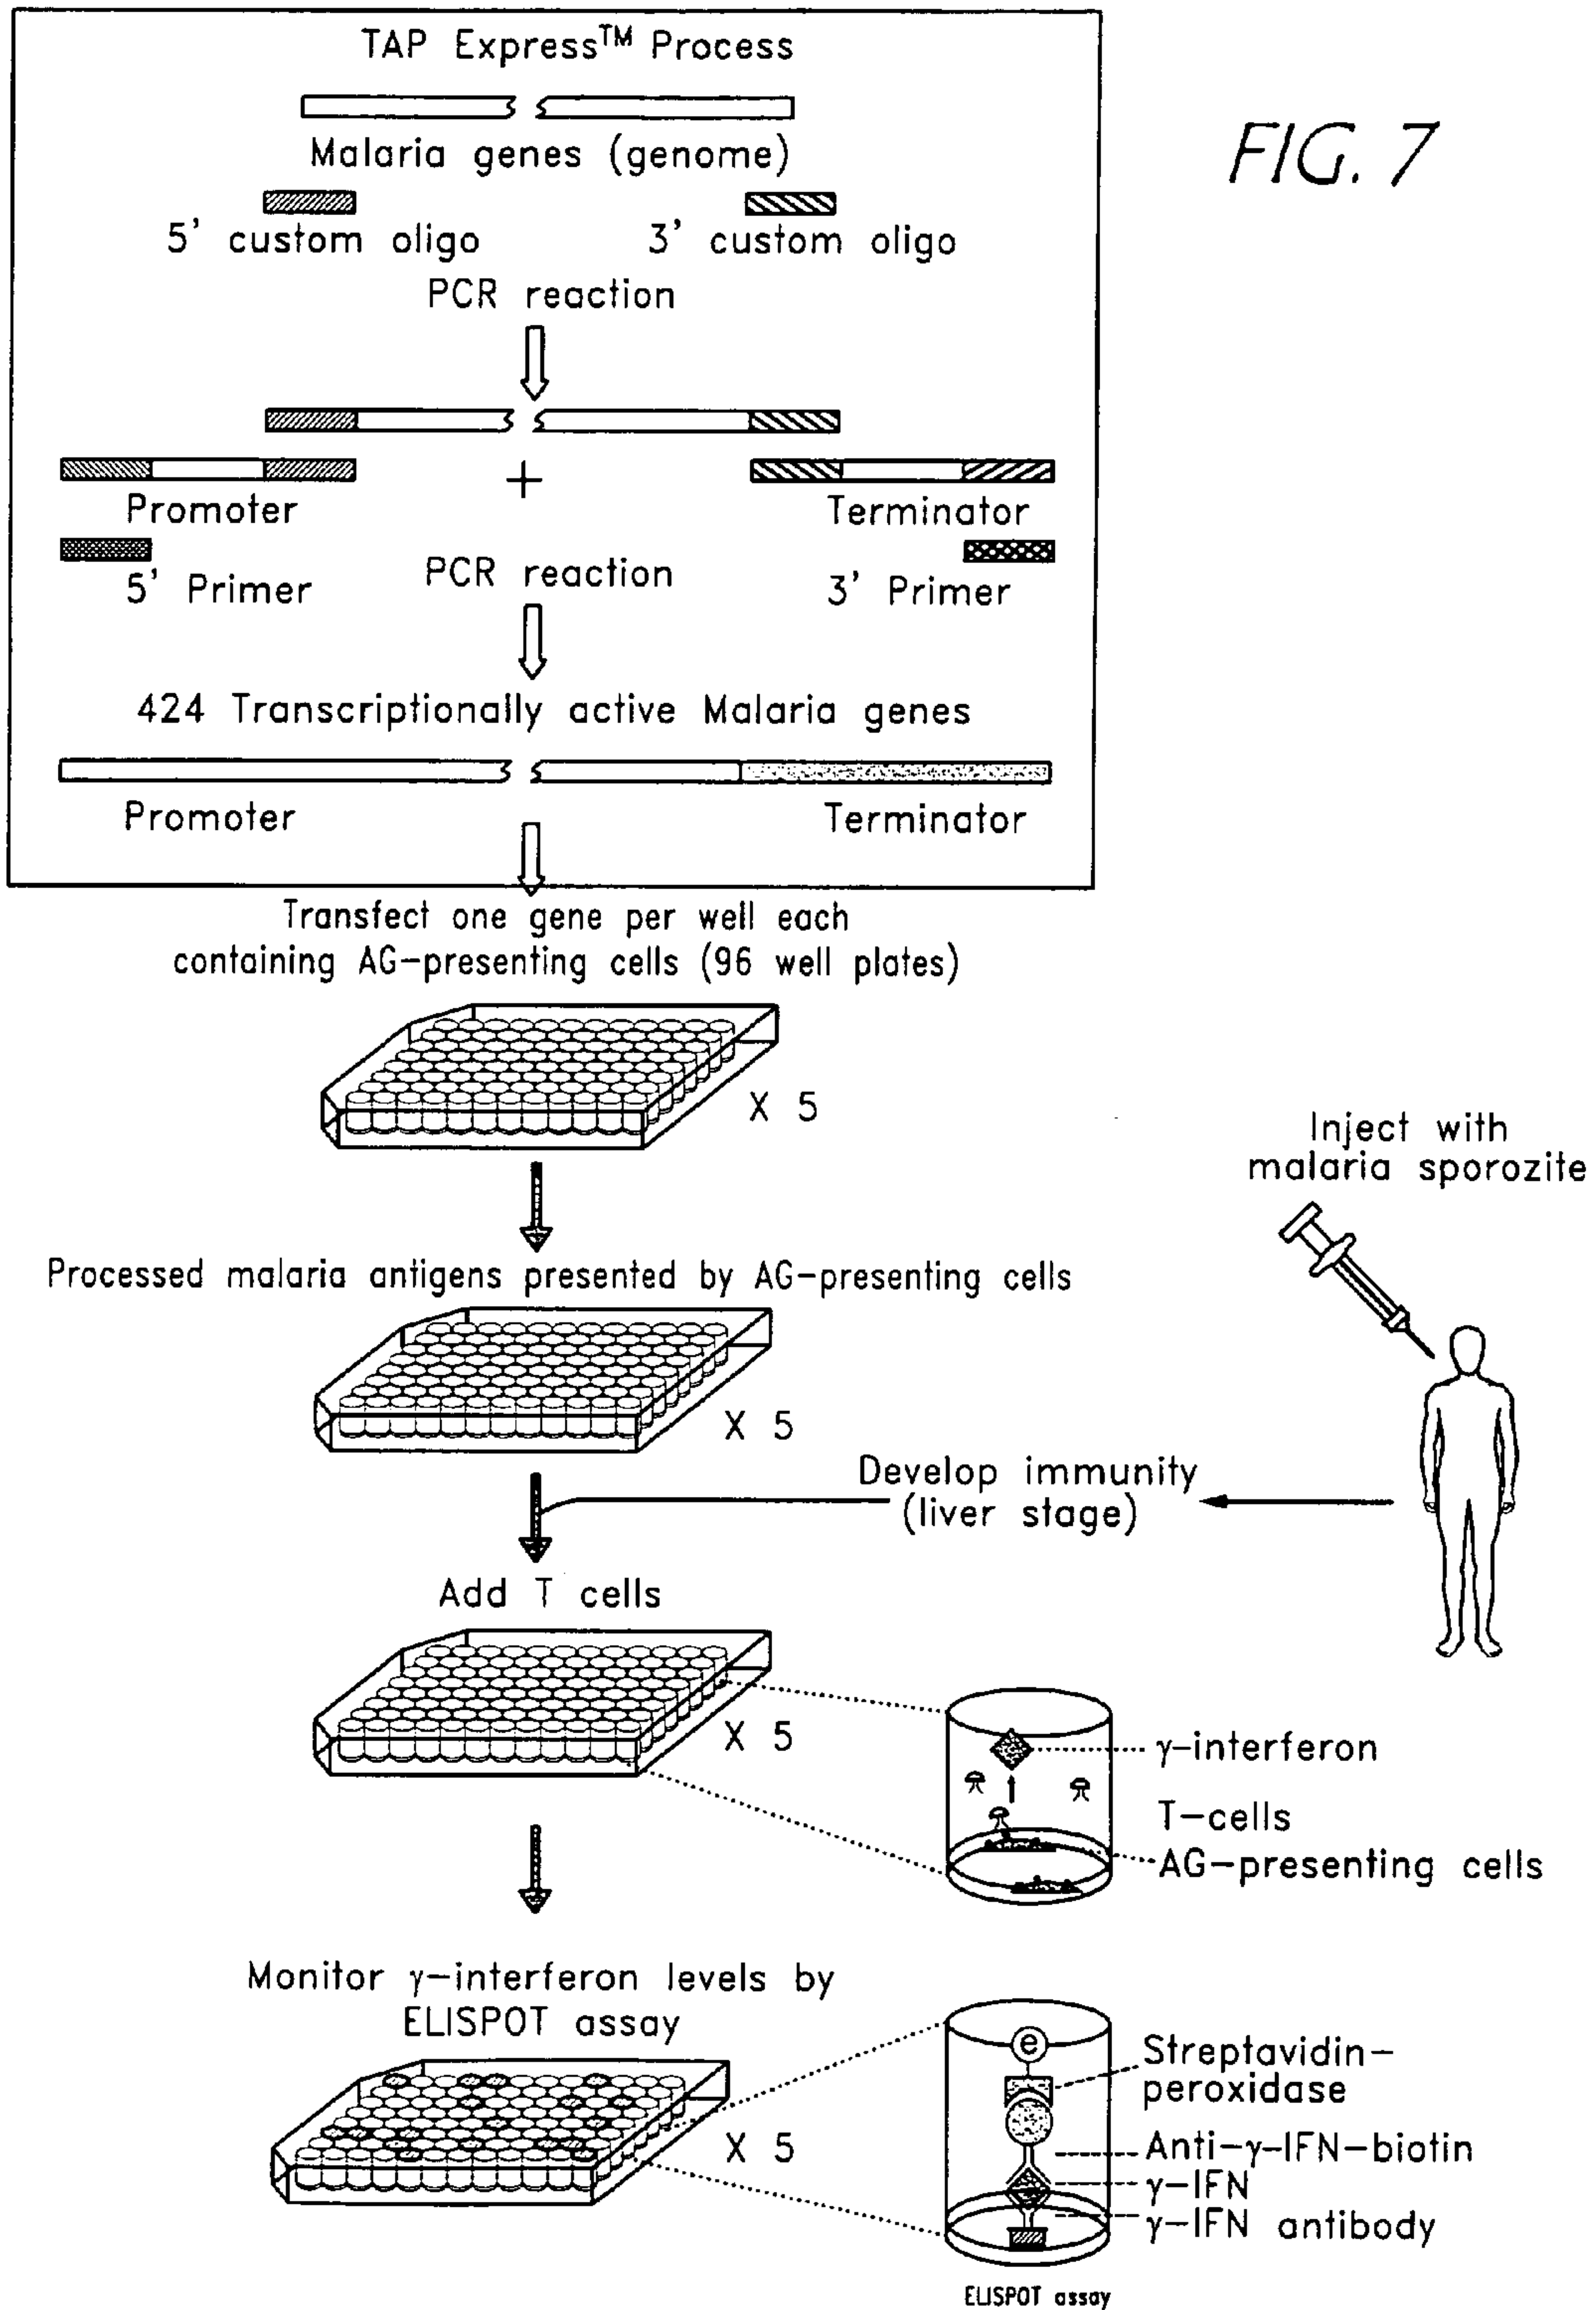 TAP Express™ Process
FIG. 7
Malaria genes (genome)
5' custom oligo
3' custom oligo
PCR reaction
+
Promoter
Terminator
5' Primer
PCR reaction
3' Primer
424 Transcriptionally active Malaria genes
Promoter
Terminator
Transfect one gene per well each
containing AG-presenting cells (96 well plates)
X 5
Inject with
malaria sporozite
Processed malaria antigens presented by AG-presenting cells
X 5
Develop immunity
(liver stage)
Add T cells
X 5
γ-interferon
T-cells
AG-presenting cells
Monitor γ-interferon levels by
ELISPOT assay
X 5
e
Streptavidin-
peroxidase
Anti-γ-IFN-biotin
γ-IFN
γ-IFN antibody
ELISPOT assay